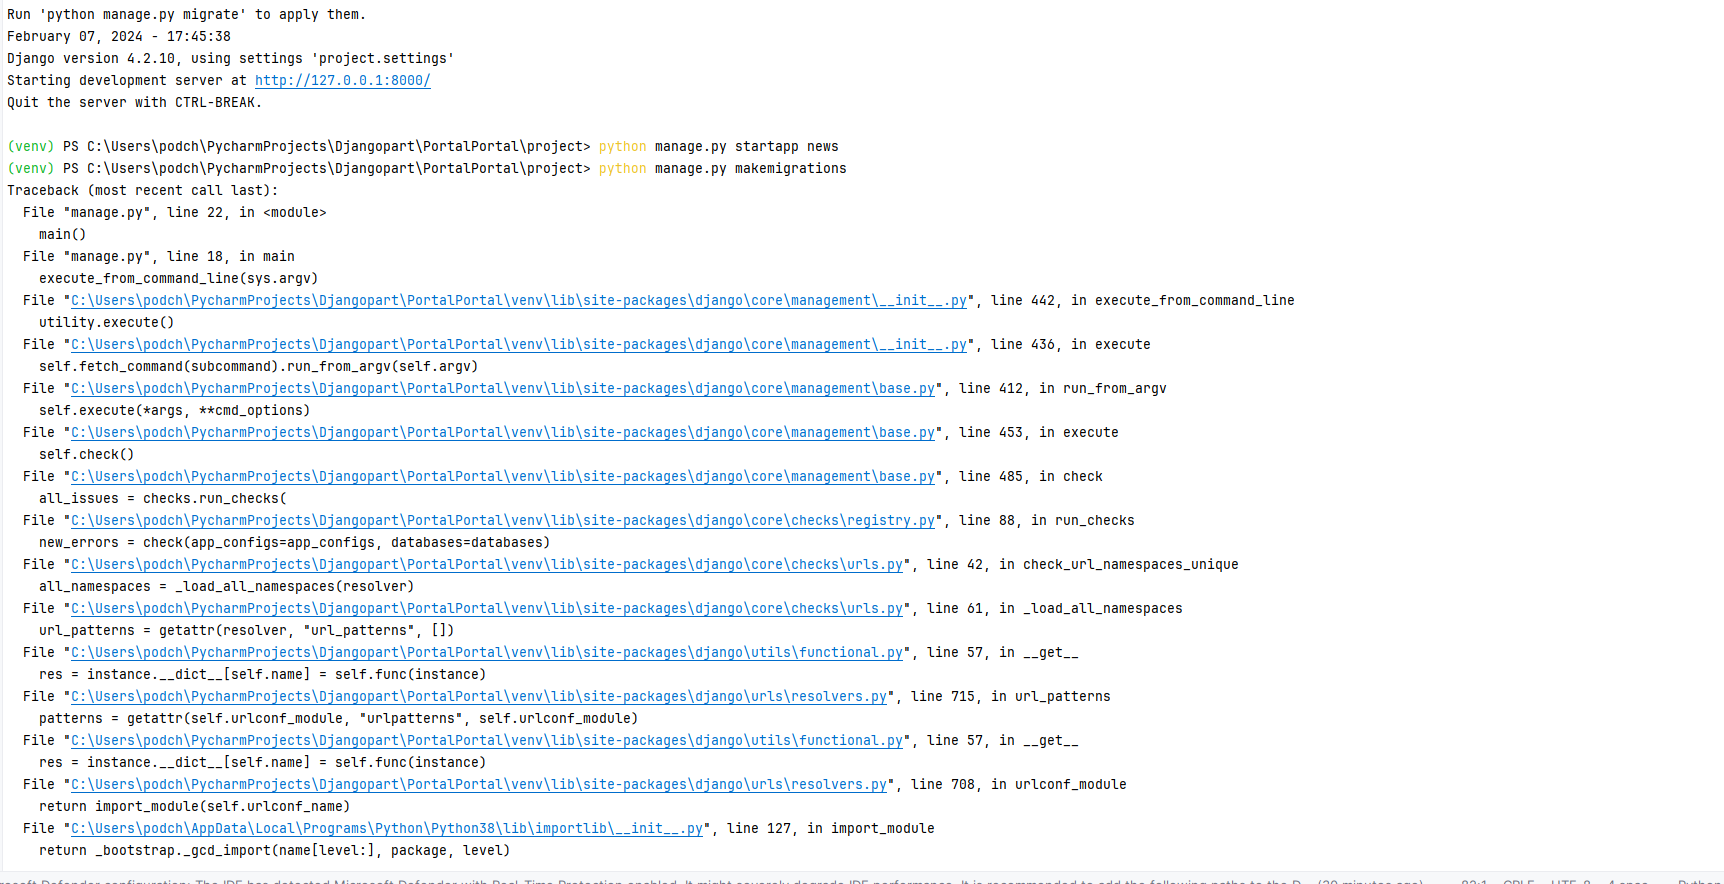 Run 'python manage.py migrate' to apply them.
February 07, 2024 - 17:45:38
Django version 4.2.10, using settings 'project.settings'
Starting development server at http://127.0.0.1:8000/
Quit the server with CTRL-BREAK.
(venv) PS C:\Users\podch\PycharmProjects\Djangopart\PortalPortal\project> python manage.py startapp news
(venv) PS C:\Users\podch\PycharmProjects\Djangopart\PortalPortal\project> python manage.py makemigrations
Traceback (most recent call last):
  File "manage.py", line 22, in <module>
    main()
  File "manage.py", line 18, in main
    execute_from_command_line(sys.argv)
  File "C:\Users\podch\PycharmProjects\Djangopart\PortalPortal\venv\lib\site-packages\django\core\management\__init__.py", line 442, in execute_from_command_line
    utility.execute()
  File "C:\Users\podch\PycharmProjects\Djangopart\PortalPortal\venv\lib\site-packages\django\core\management\__init__.py", line 436, in execute
    self.fetch_command(subcommand).run_from_argv(self.argv)
  File "C:\Users\podch\PycharmProjects\Djangopart\PortalPortal\venv\lib\site-packages\django\core\management\base.py", line 412, in run_from_argv
    self.execute(*args, **cmd_options)
  File "C:\Users\podch\PycharmProjects\Djangopart\PortalPortal\venv\lib\site-packages\django\core\management\base.py", line 453, in execute
    self.check()
  File "C:\Users\podch\PycharmProjects\Djangopart\PortalPortal\venv\lib\site-packages\django\core\management\base.py", line 485, in check
    all_issues = checks.run_checks(
  File "C:\Users\podch\PycharmProjects\Djangopart\PortalPortal\venv\lib\site-packages\django\core\checks\registry.py", line 88, in run_checks
    new_errors = check(app_configs=app_configs, databases=databases)
  File "C:\Users\podch\PycharmProjects\Djangopart\PortalPortal\venv\lib\site-packages\django\core\checks\urls.py", line 42, in check_url_namespaces_unique
    all_namespaces = _load_all_namespaces(resolver)
  File "C:\Users\podch\PycharmProjects\Djangopart\PortalPortal\venv\lib\site-packages\django\core\checks\urls.py", line 61, in _load_all_namespaces
    url_patterns = getattr(resolver, "url_patterns", [])
  File "C:\Users\podch\PycharmProjects\Djangopart\PortalPortal\venv\lib\site-packages\django\utils\functional.py", line 57, in __get__
    res = instance.__dict__[self.name] = self.func(instance)
  File "C:\Users\podch\PycharmProjects\Djangopart\PortalPortal\venv\lib\site-packages\django\urls\resolvers.py", line 715, in url_patterns
    patterns = getattr(self.urlconf_module, "urlpatterns", self.urlconf_module)
  File "C:\Users\podch\PycharmProjects\Djangopart\PortalPortal\venv\lib\site-packages\django\utils\functional.py", line 57, in __get__
    res = instance.__dict__[self.name] = self.func(instance)
  File "C:\Users\podch\PycharmProjects\Djangopart\PortalPortal\venv\lib\site-packages\django\urls\resolvers.py", line 708, in urlconf_module
    return import_module(self.urlconf_name)
  File "C:\Users\podch\AppData\Local\Programs\Python\Python38\lib\importlib\__init__.py", line 127, in import_module
    return _bootstrap._gcd_import(name[level:], package, level)